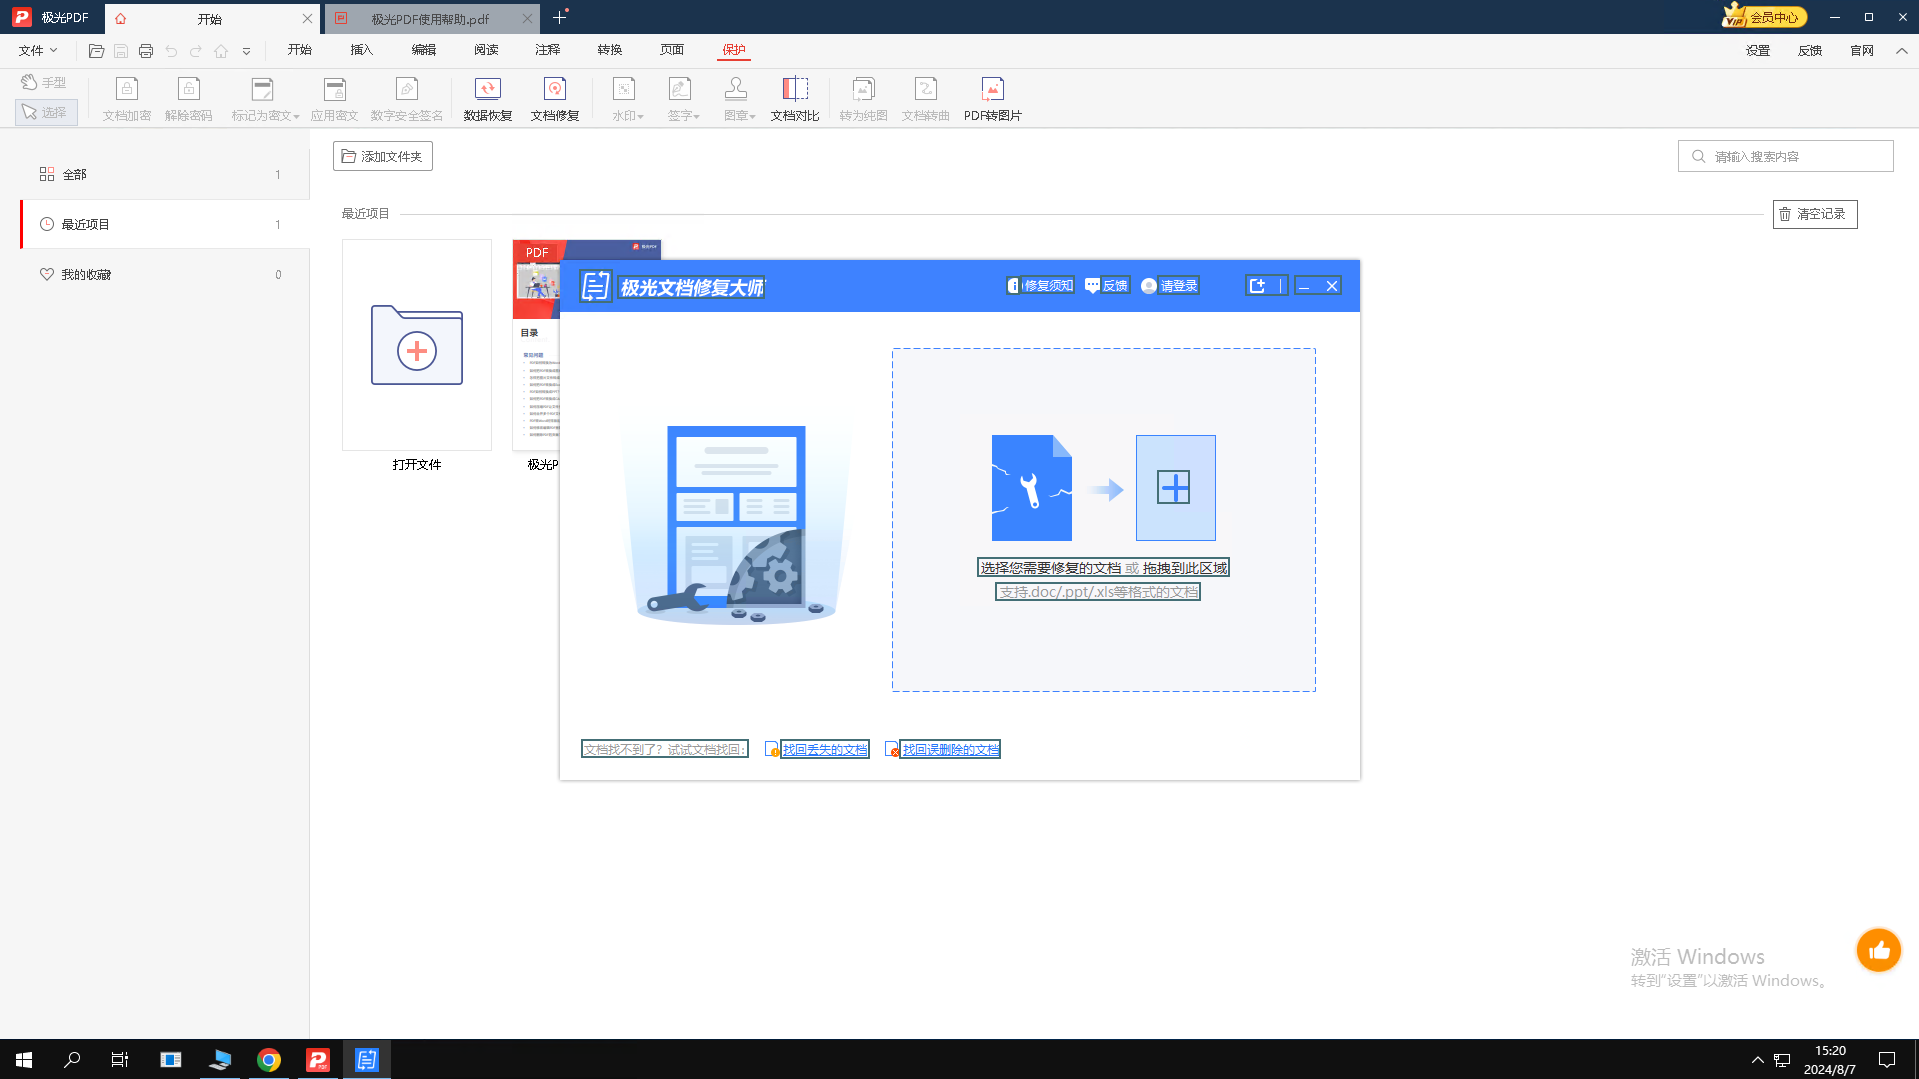 极光PDF
开始
极光PDF使用帮助.pdf
会员中心
文件
开始
插入
编辑
阅读
注释
转换
页面
保护
设置
反馈
官网
手型
选择
文档加密
解除密码
标记为密文
应用密文
数字安全签名
数据恢复
文档修复
水印
签字
图章
文档对比
转为纯图
文档转曲
PDF转图片
全部
1
最近项目
1
我的收藏
0
添加文件夹
请输入搜索内容
最近项目
清空记录
打开文件
PDF
目录
常见问题
极光P
极光文档修复大师
修复须知
反馈
请登录
选择您需要修复的文档 或 拖拽到此区域
支持.doc/.ppt/.xls等格式的文档
文档找不到了？试试文档找回：
找回丢失的文档
找回误删除的文档
激活 Windows
转到“设置”以激活 Windows。
15:20
2024/8/7